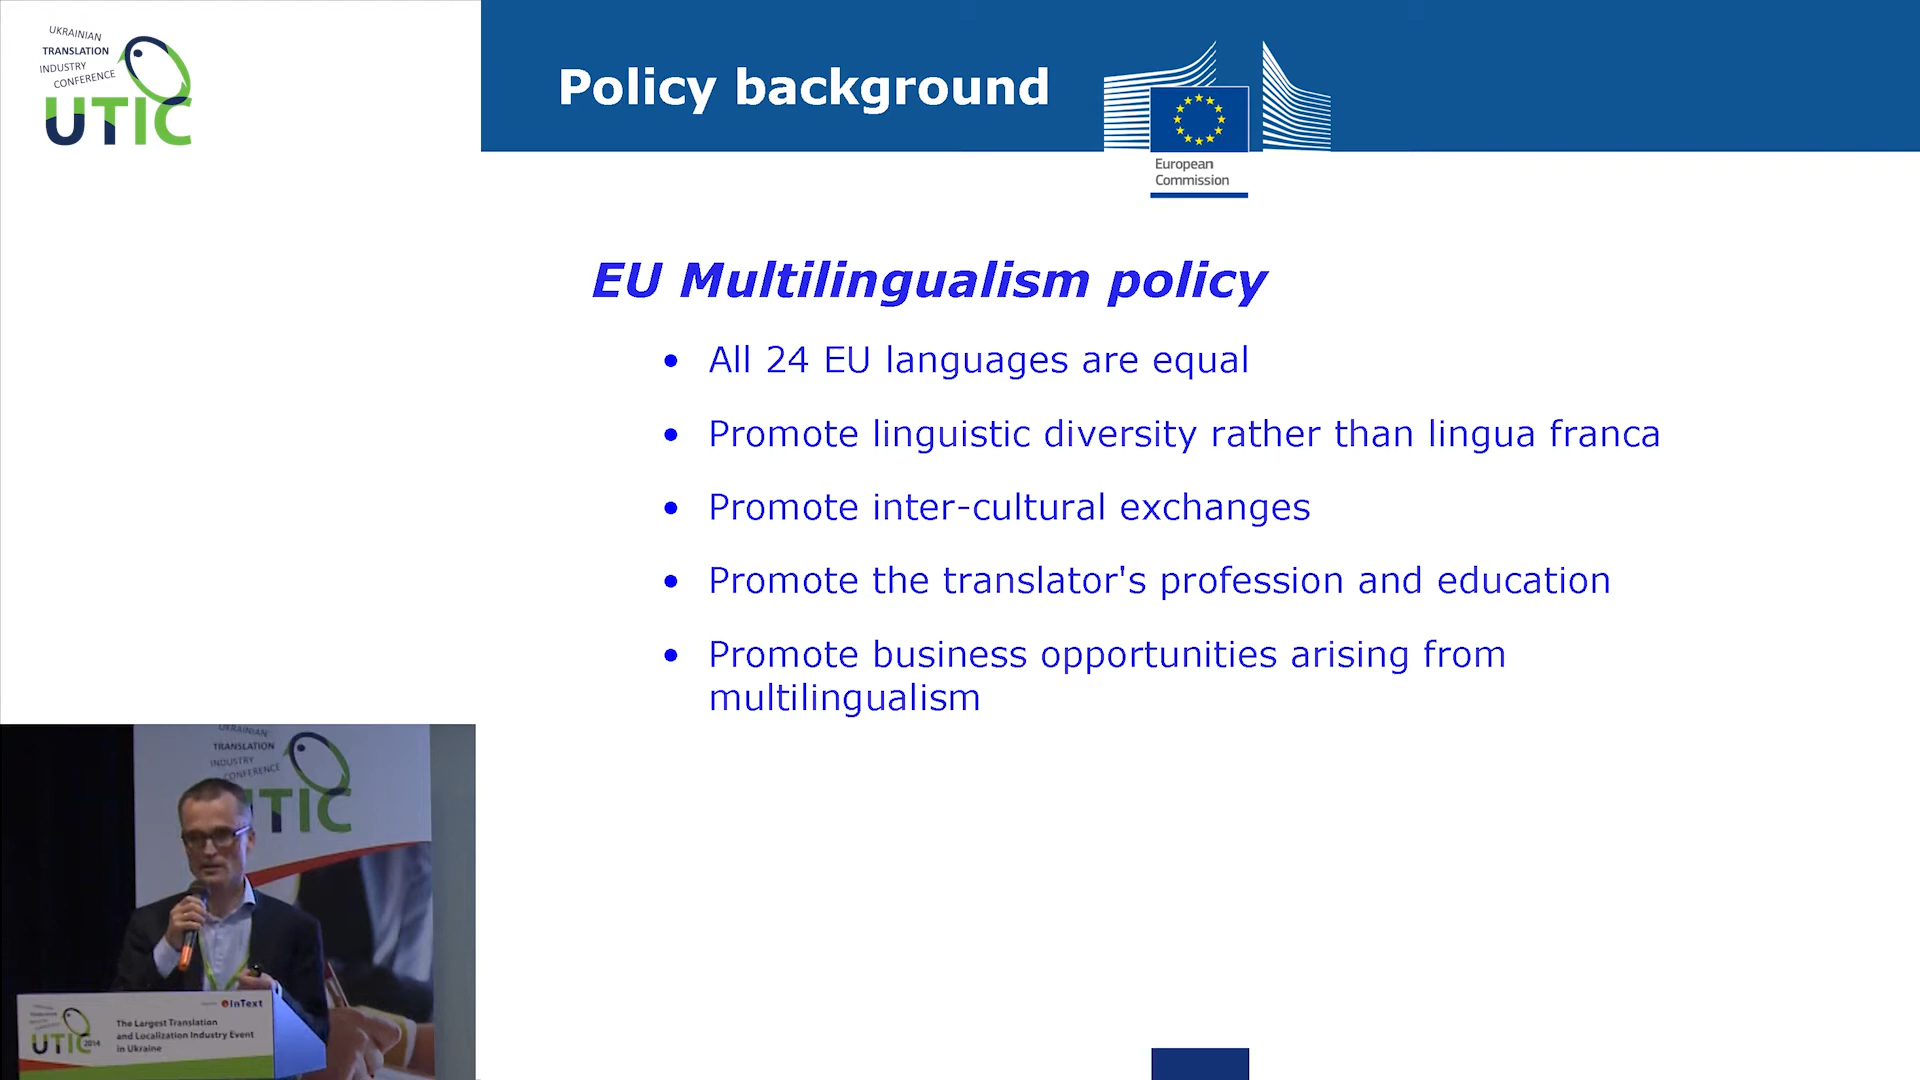 UKRAINIAN
TRANSLATION
INDUSTRY
CONFERENCE
UTIC
Policy background
European
Commission
EU Multilingualism policy
• All 24 EU languages are equal
• Promote linguistic diversity rather than lingua franca
• Promote inter-cultural exchanges
• Promote the translator's profession and education
• Promote business opportunities arising from
multilingualism
UKRAINIAN
TRANSLATION
INDUSTRY
CONFERENCE
UTIC
InText
UTIC 2014
The Largest Translation
and Localization Industry Event
in Ukraine